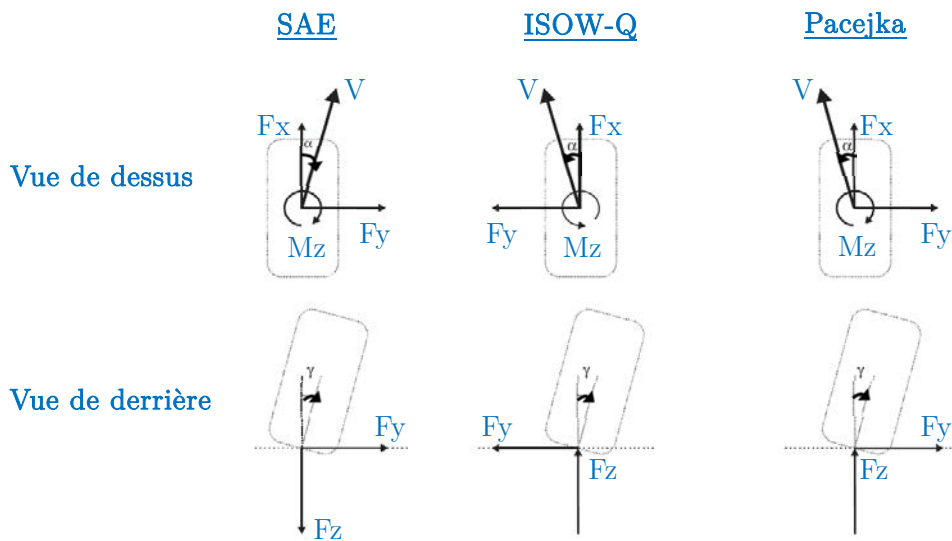 SAE ISOW-Q Pacejka
V V V
Fx Fx Fx
α α α
Vue de dessus
Fy Fy Fy
Mz Mz Mz
γ γ γ
Vue de derrière
Fy Fy Fy
Fz Fz
Fz